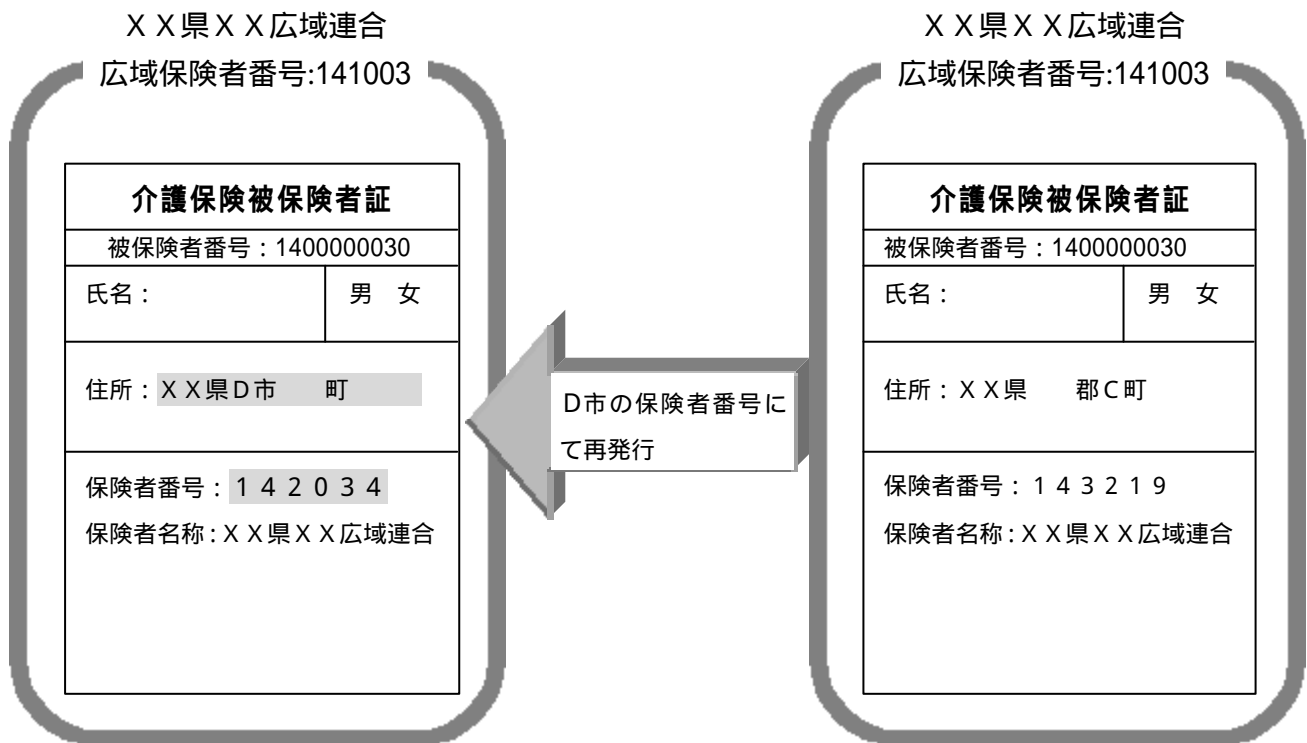 ＸＸ県ＸＸ広域連合
広域保険者番号:141003
介護保険被保険者証
被保険者番号：1400000030
氏名：
男　女
住所：ＸＸ県Ｄ市　　町
保険者番号：１４２０３４
保険者名称：ＸＸ県ＸＸ広域連合
D市の保険者番号に
て再発行
ＸＸ県ＸＸ広域連合
広域保険者番号:141003
介護保険被保険者証
被保険者番号：1400000030
氏名：
男　女
住所：ＸＸ県　　郡Ｃ町
保険者番号：１４３２１９
保険者名称：ＸＸ県ＸＸ広域連合